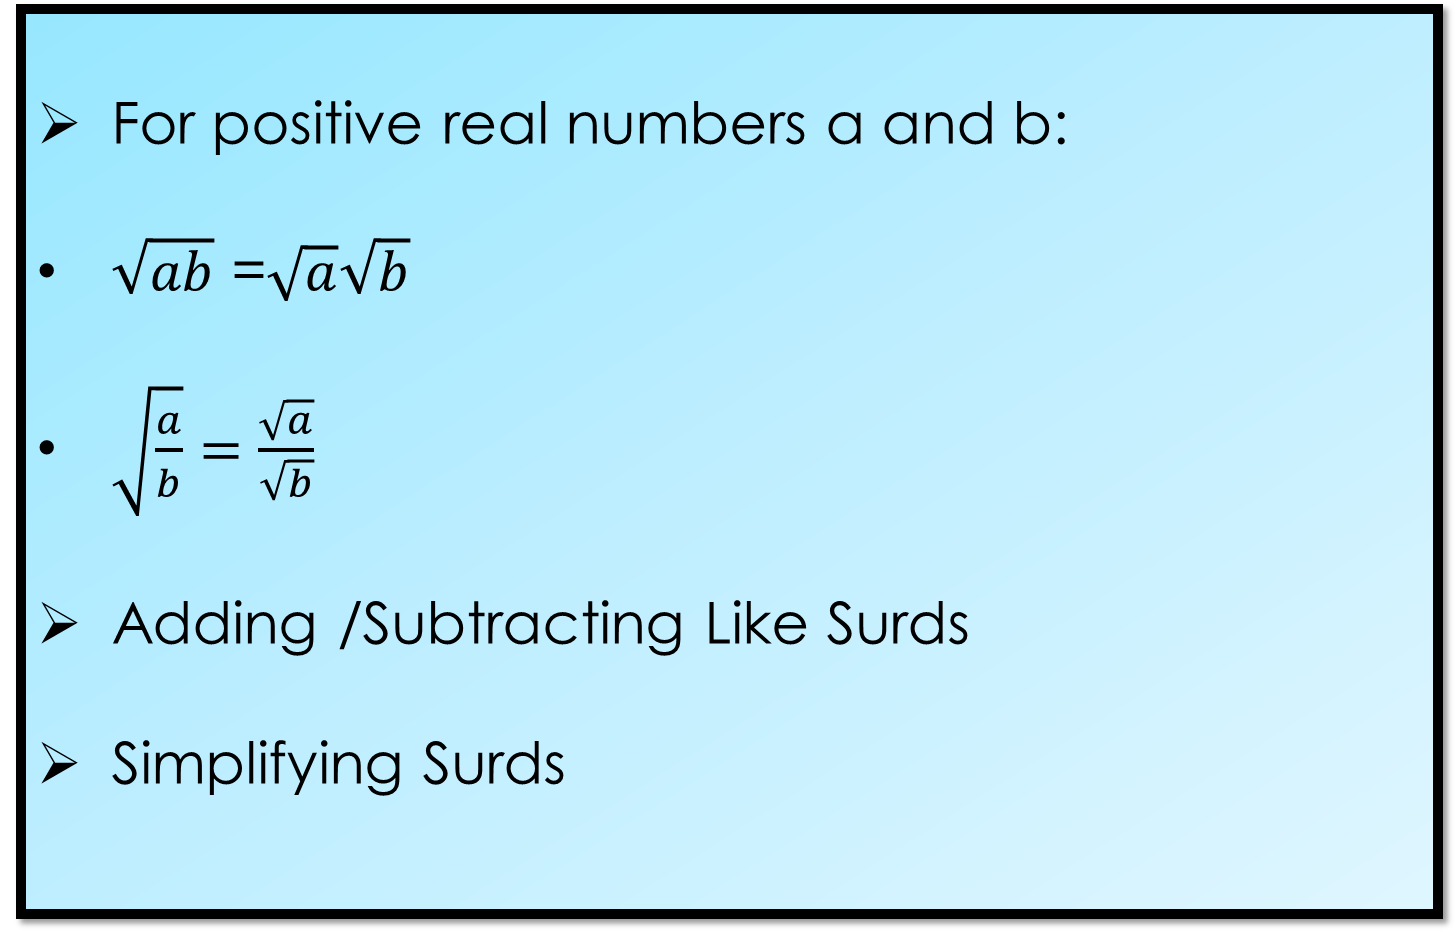 ➢ For positive real numbers a and b:
• √ab =√a√b
• √(a/b) = √a/√b
➢ Adding /Subtracting Like Surds
➢ Simplifying Surds